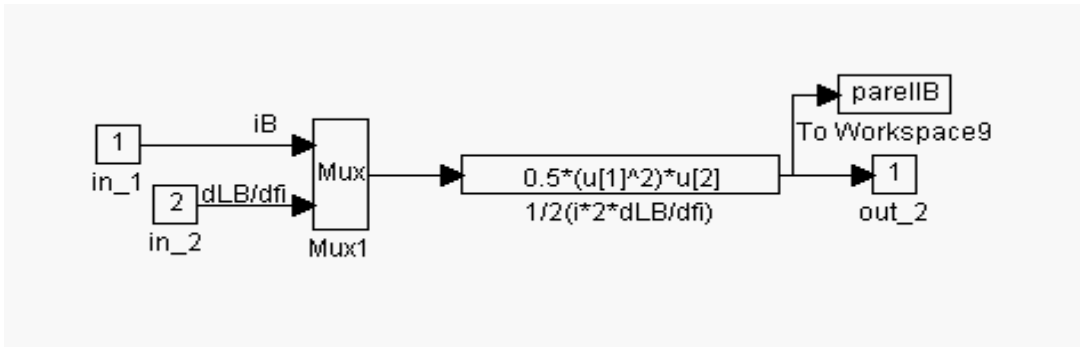 parellB
To Workspace9
iB
1
in_1
dLB/dfi
2
in_2
Mux
Mux1
0.5*(u[1]^2)*u[2]
1/2(i*2*dLB/dfi)
1
out_2